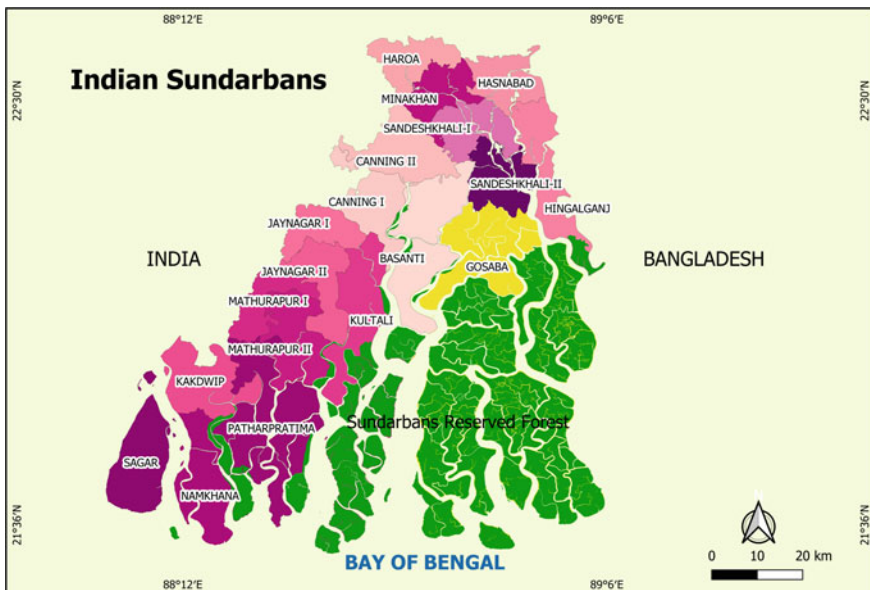 88°12'E
89°6'E
Indian Sundarbans
HAROA
HASNABAD
22°30'N
22°30'N
MINAKHAN
SANDESHKHALI-I
CANNING II
SANDESHKHALI-II
CANNING I
HINGALGANJ
JAYNAGAR I
INDIA
BASANTI
BANGLADESH
GOSABA
JAYNAGAR II
MATHURAPUR I
KULTALI
MATHURAPUR II
KAKDWIP
PATHARPRATIMA
Sundarbans Reserved Forest
SAGAR
NAMKHANA
21°36'N
21°36'N
BAY OF BENGAL
0 10 20 km
88°12'E
89°6'E